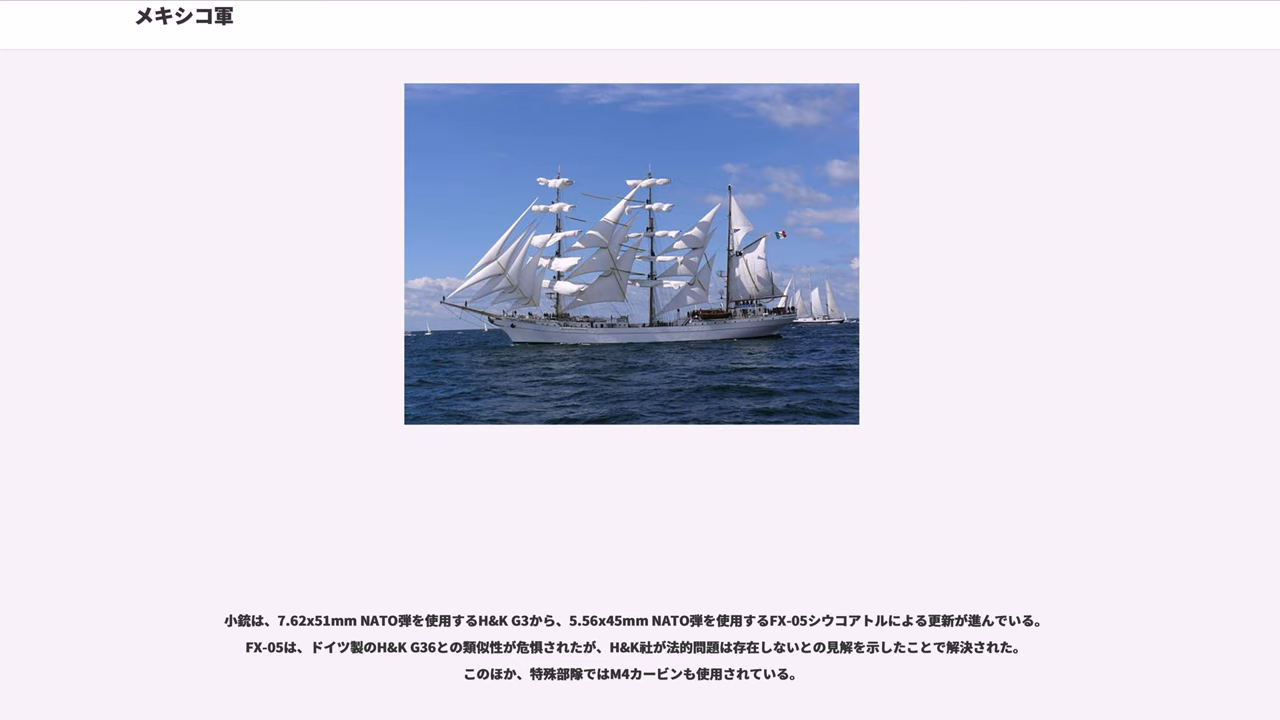 メキシコ軍
小銃は、7.62x51mm NATO弾を使用するH&K G3から、5.56x45mm NATO弾を使用するFX-05シウコアトルによる更新が進んでいる。
FX-05は、ドイツ製のH&K G36との類似性が危惧されたが、H&K社が法的問題は存在しないとの見解を示したことで解決された。
このほか、特殊部隊ではM4カービンも使用されている。